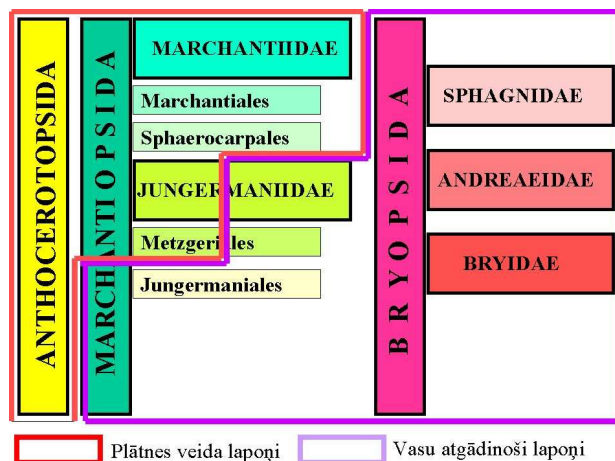 ANTHOCEROTOPSIDA
MARCHANTIOPSIDA
MARCHANTIIDAE
Marchantiales
Sphaerocarpales
JUNGERMANIIDAE
Metzgeriales
Jungermaniales
BRYOPSIDA
SPHAGNIDAE
ANDREAEIDAE
BRYIDAE
Plātnes veida lapoņi
Vasu atgādinoši lapoņi